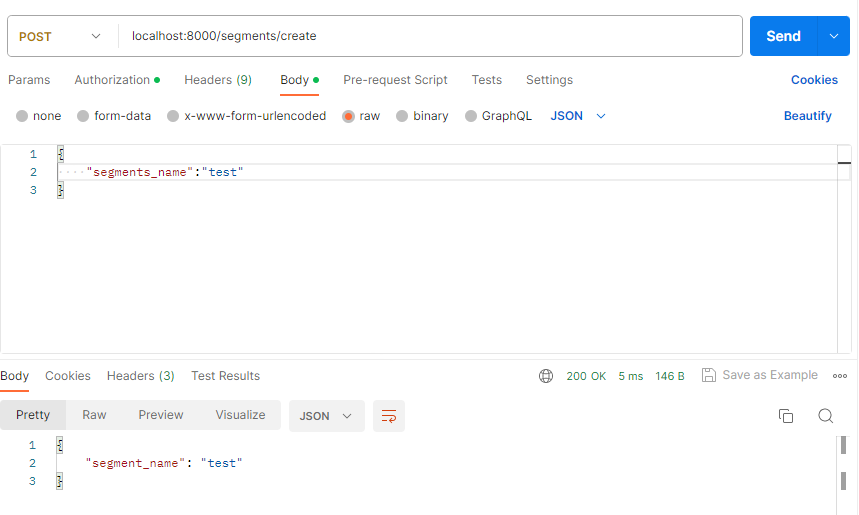 POST localhost:8000/segments/create Send
Params Authorization Headers (9) Body Pre-request Script Tests Settings Cookies
none form-data x-www-form-urlencoded raw binary GraphQL JSON Beautify
1 {
2 "segments_name":"test"
3 }
Body Cookies Headers (3) Test Results 200 OK 5 ms 146 B Save as Example
Pretty Raw Preview Visualize JSON
1 {
2 "segment_name": "test"
3 }